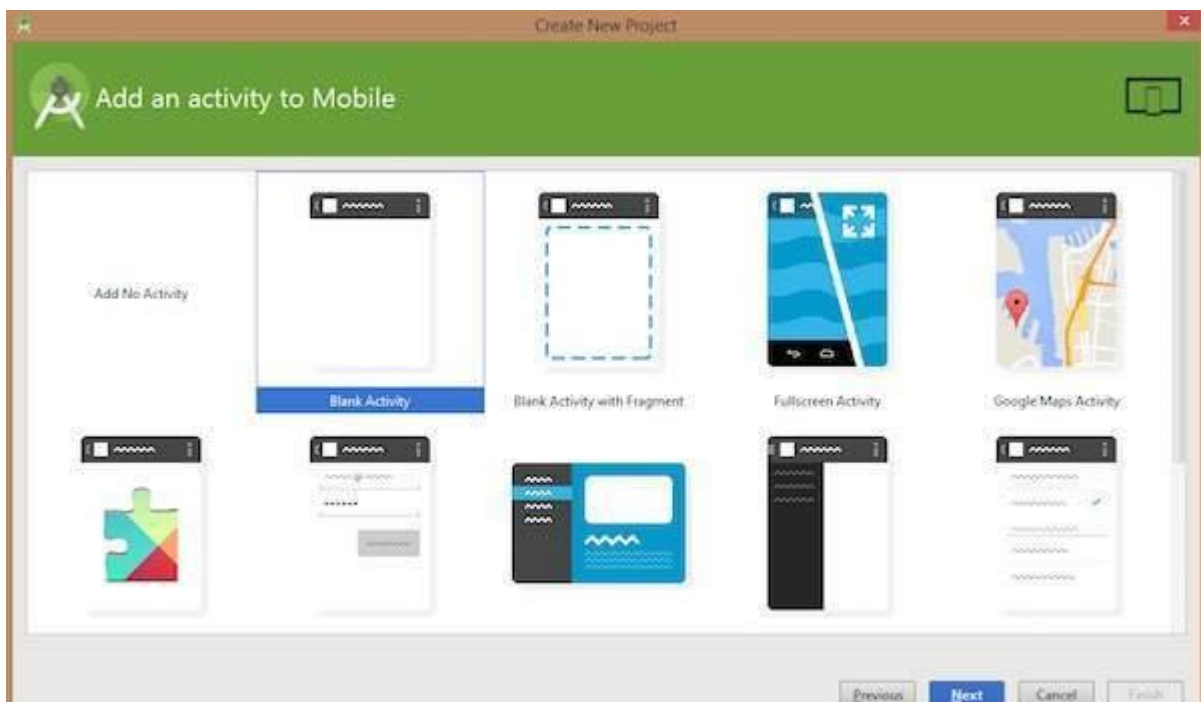 Create New Project
Add an activity to Mobile
Add No Activity
Blank Activity
Blank Activity with Fragment
Fullscreen Activity
Google Maps Activity
Previous
Next
Cancel
Finish